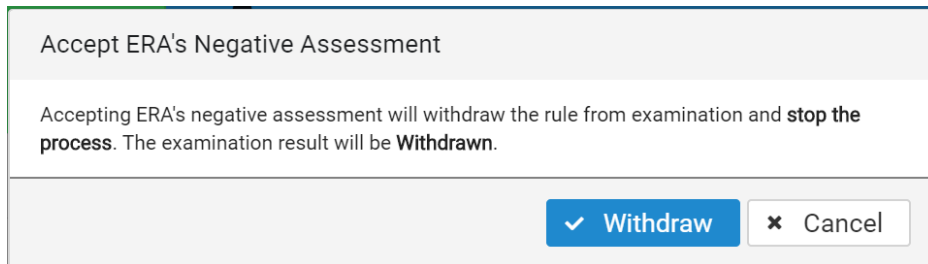 Accept ERA's Negative Assessment
Accepting ERA's negative assessment will withdraw the rule from examination and stop the
process. The examination result will be Withdrawn.
Withdraw
Cancel